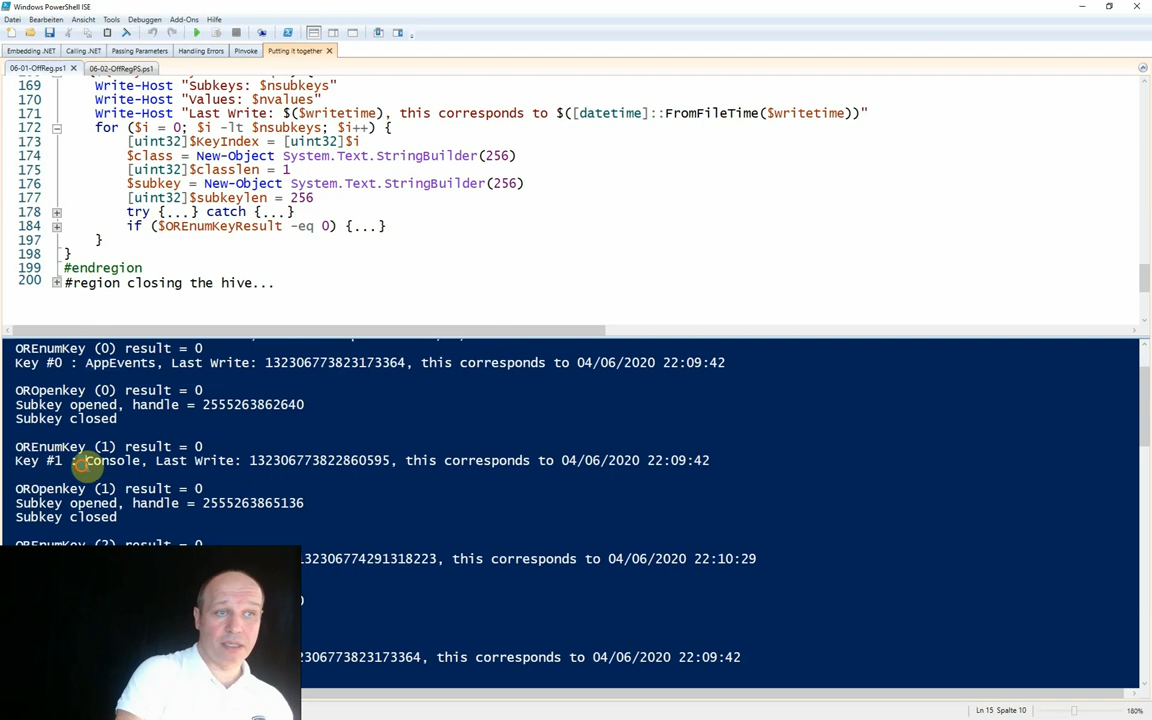 Windows PowerShell ISE
Datei Bearbeiten Ansicht Tools Debuggen Add-Ons Hilfe
Embedding .NET Calling .NET Passing Parameters Handling Errors PInvoke Putting it together
06-01-OffReg.ps1 06-02-OffRegPS.ps1
169 Write-Host "Subkeys: $nsubkeys"
170 Write-Host "Values: $nvalues"
171 Write-Host "Last Write: $($writetime), this corresponds to $([datetime]::FromFileTime($writetime))"
172 for ($i = 0; $i -lt $nsubkeys; $i++) {
173 [uint32]$KeyIndex = [uint32]$i
174 $class = New-Object System.Text.StringBuilder(256)
175 [uint32]$classlen = 1
176 $subkey = New-Object System.Text.StringBuilder(256)
177 [uint32]$subkeylen = 256
178 try {...} catch {...}
184 if ($OREnumKeyResult -eq 0) {...}
197 }
198 }
199 #endregion
200 #region closing the hive...
OREnumKey (0) result = 0
Key #0 : AppEvents, Last Write: 132306773823173364, this corresponds to 04/06/2020 22:09:42
OROpenkey (0) result = 0
Subkey opened, handle = 2555263862640
Subkey closed
OREnumKey (1) result = 0
Key #1 : Console, Last Write: 132306773822860595, this corresponds to 04/06/2020 22:09:42
OROpenkey (1) result = 0
Subkey opened, handle = 2555263865136
Subkey closed
OREnumKey (2) result = 0
132306774291318223, this corresponds to 04/06/2020 22:10:29
2306773823173364, this corresponds to 04/06/2020 22:09:42
Ln 15 Spalte 10 180%